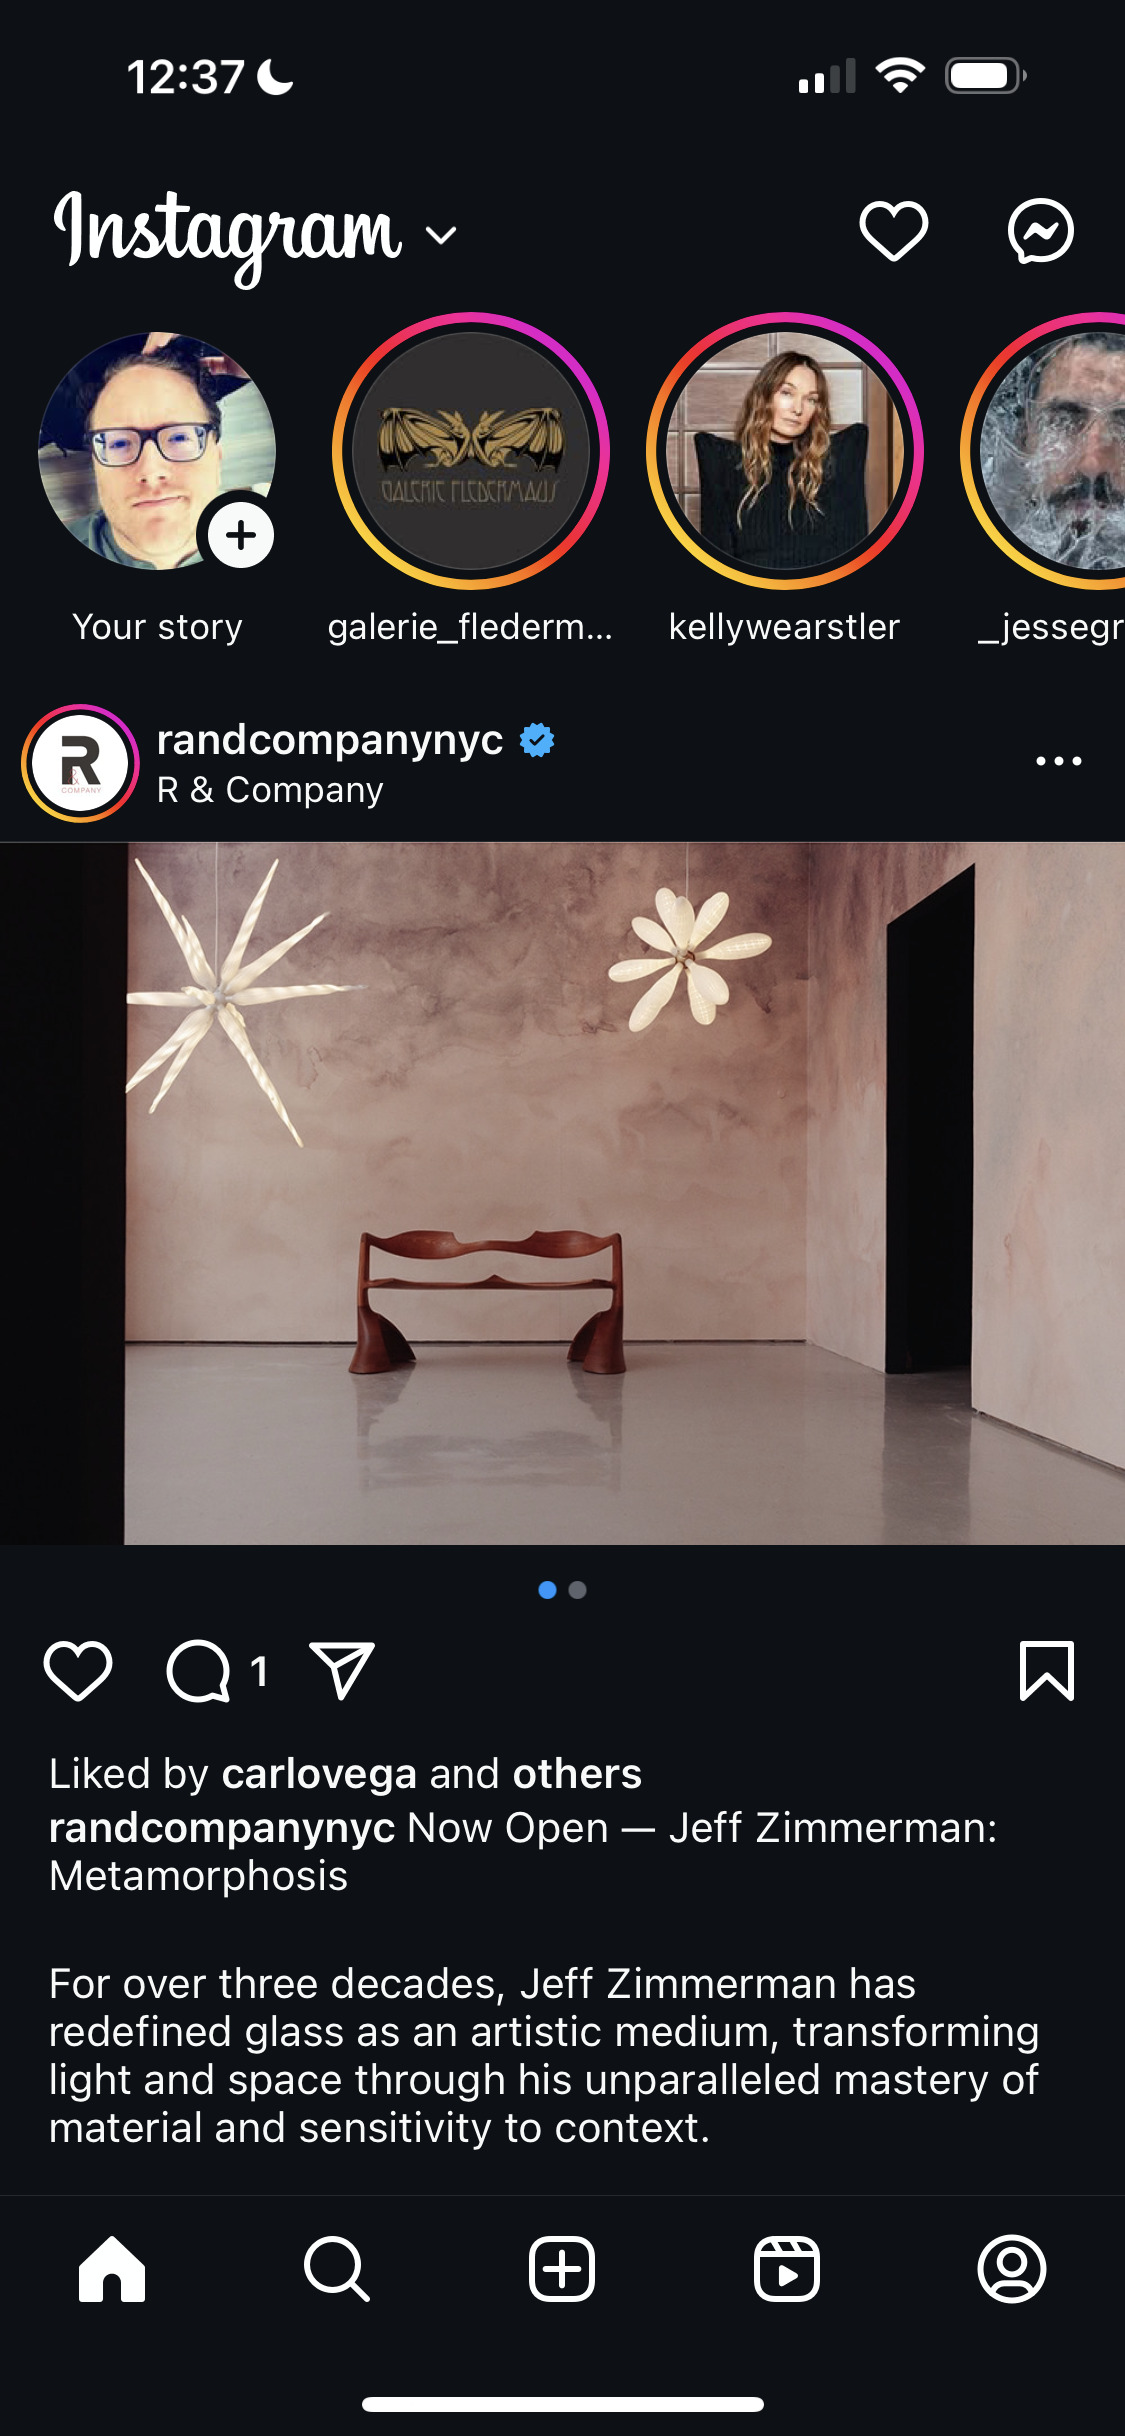 12:37
Instagram
GALERIE FLEDERMAUS
Your story
galerie_flederm...
kellywearstler
_jessegr
R
&
COMPANY
randcompanynyc
R & Company
1
Liked by carlovega and others
randcompanynyc Now Open — Jeff Zimmerman:
Metamorphosis
For over three decades, Jeff Zimmerman has
redefined glass as an artistic medium, transforming
light and space through his unparalleled mastery of
material and sensitivity to context.